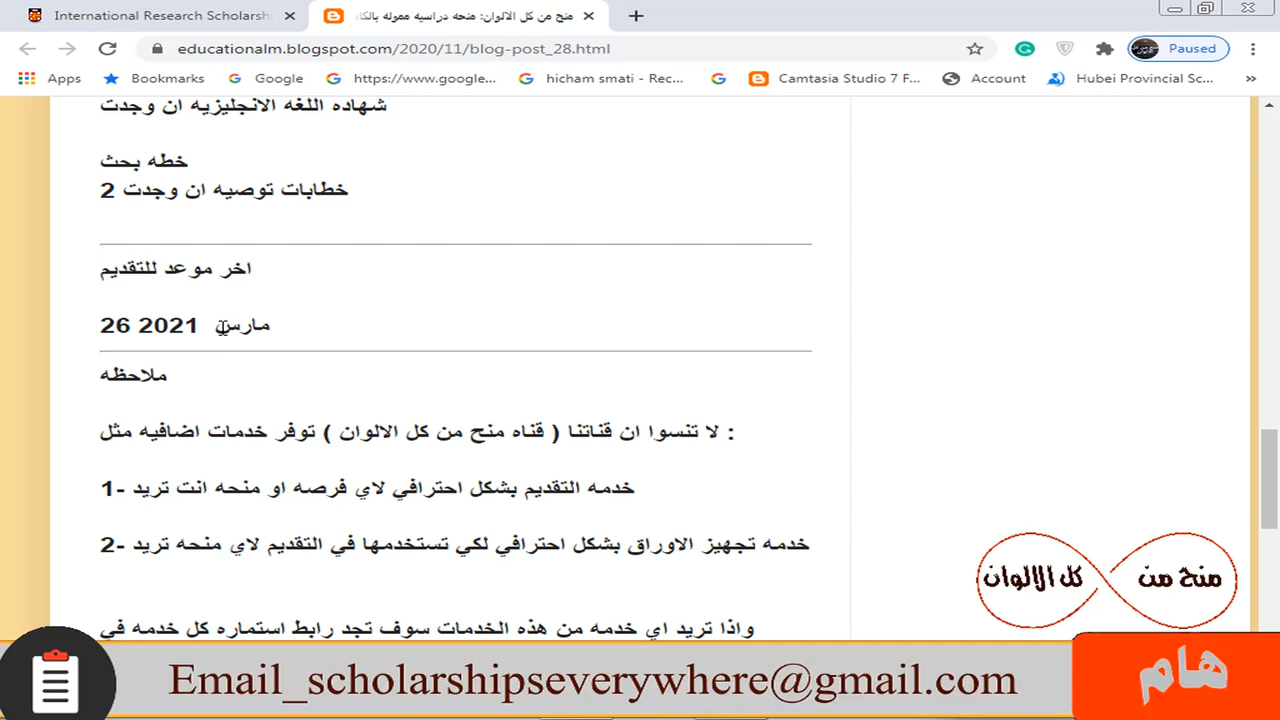 International Research Scholarsh
منح من كل الالوان: منحه دراسيه مموله بالكا
educationalm.blogspot.com/2020/11/blog-post_28.html
Paused
Apps
Bookmarks
Google
https://www.google...
hicham smati - Rec...
Camtasia Studio 7 F...
Account
Hubei Provincial Sc...
»
شهاده اللغه الانجليزيه ان وجدت
خطه بحث
2 خطابات توصيه ان وجدت
اخر موعد للتقديم
26 2021 مارس
ملاحظه
: لا تنسوا ان قناتنا ( قناه منح من كل الالوان ) توفر خدمات اضافيه مثل
1- خدمه التقديم بشكل احترافي لاي فرصه او منحه انت تريد
2- خدمه تجهيز الاوراق بشكل احترافي لكي تستخدمها في التقديم لاي منحه تريد
منح من كل الالوان
واذا تريد اي خدمه من هذه الخدمات سوف تجد رابط استماره كل خدمه في
Email_scholarshipseverywhere@gmail.com
هام